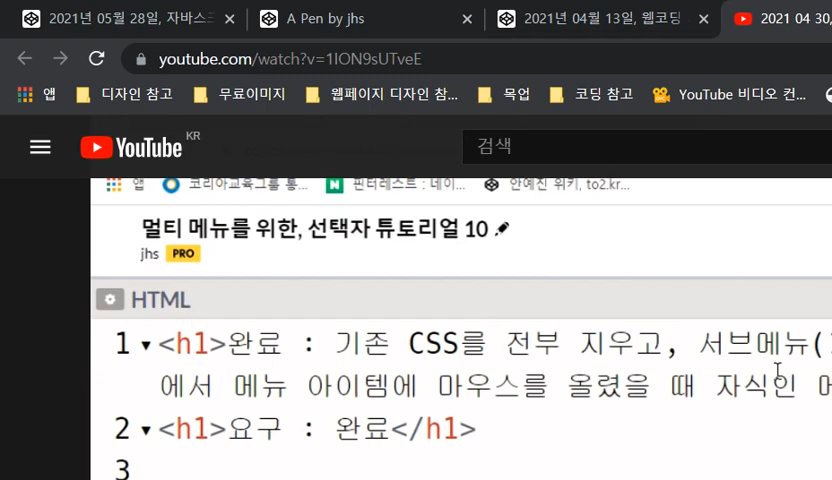 2021년 05월 28일, 자바스크
A Pen by jhs
2021년 04월 13일, 웹코딩
2021 04 30,
youtube.com/watch?v=1ION9sUTveE
앱
디자인 참고
무료이미지
웹페이지 디자인 참...
목업
코딩 참고
YouTube 비디오 컨...
YouTube KR
검색
앱
코리아교육그룹 통...
핀터레스트 : 네이...
안예진 위키, to2.kr...
멀티 메뉴를 위한, 선택자 튜토리얼 10
jhs PRO
HTML
1 <h1>완료 : 기존 CSS를 전부 지우고, 서브메뉴(
에서 메뉴 아이템에 마우스를 올렸을 때 자식인
2 <h1>요구 : 완료</h1>
3